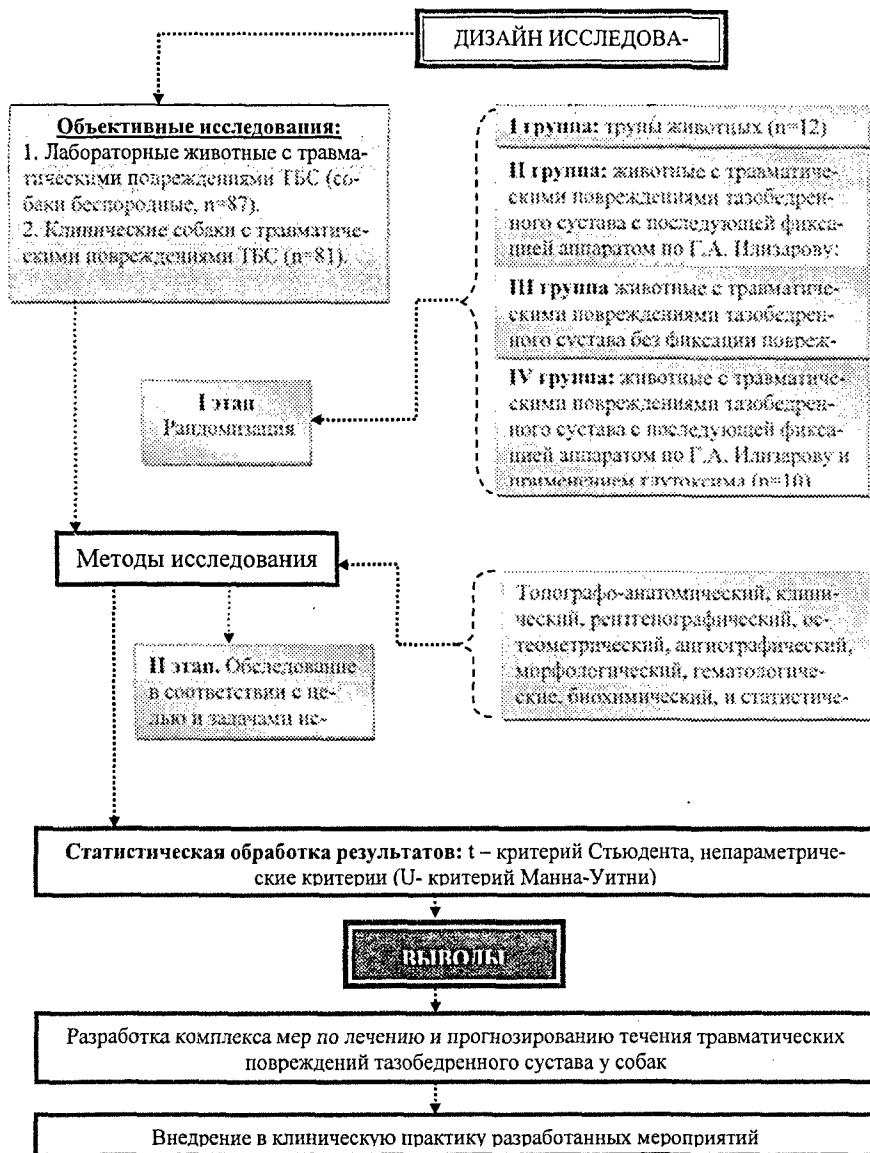 ДИЗАЙН ИССЛЕДОВА-
Объективные исследования:
1. Лабораторные животные с травма-
тическими повреждениями ТБС (со-
баки беспородные, n=87).
2. Клинические собаки с травматиче-
скими повреждениями ТБС (n=81).
I группа: трупы животных (n=12)
II группа: животные с травматиче-
скими повреждениями тазобедрен-
ного сустава с последующей фикса-
цией аппаратом по Г.А. Илизарову:
III группа животные с травматиче-
скими повреждениями тазобедрен-
ного сустава без фиксации повреж-
IV группа: животные с травматиче-
скими повреждениями тазобедрен-
ного сустава с последующей фикса-
цией аппаратом по Г.А. Илизарову и
применением глутоксима (n=10)
I этап
Рандомизация
Методы исследования
Топографо-анатомический, клини-
ческий, рентгенографический, ос-
теометрический, ангиографический,
морфологический, гематологиче-
ские, биохимический, и статистиче-
II этап. Обследование
в соответствии с це-
лью и задачами ис-
Статистическая обработка результатов: t – критерий Стьюдента, непараметриче-
ские критерии (U- критерий Манна-Уитни)
ВЫВОДЫ
Разработка комплекса мер по лечению и прогнозированию течения травматических
повреждений тазобедренного сустава у собак
Внедрение в клиническую практику разработанных мероприятий